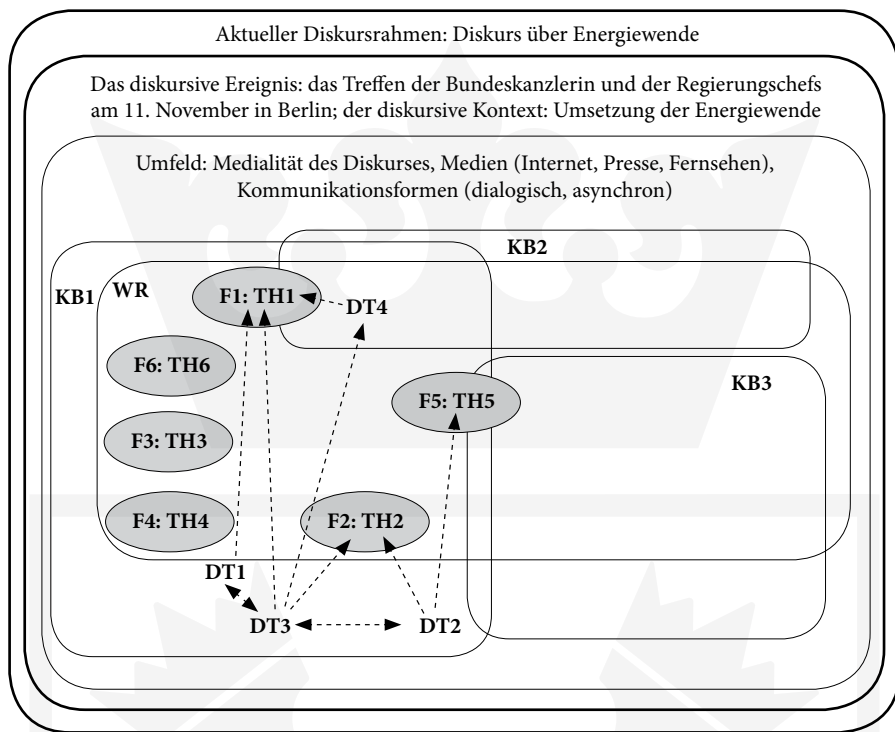 Aktueller Diskursrahmen: Diskurs über Energiewende
Das diskursive Ereignis: das Treffen der Bundeskanzlerin und der Regierungschefs
am 11. November in Berlin; der diskursive Kontext: Umsetzung der Energiewende
Umfeld: Medialität des Diskurses, Medien (Internet, Presse, Fernsehen),
Kommunikationsformen (dialogisch, asynchron)
KB2
KB1
WR
F1: TH1
DT4
F6: TH6
KB3
F5: TH5
F3: TH3
F4: TH4
F2: TH2
DT1
DT3
DT2